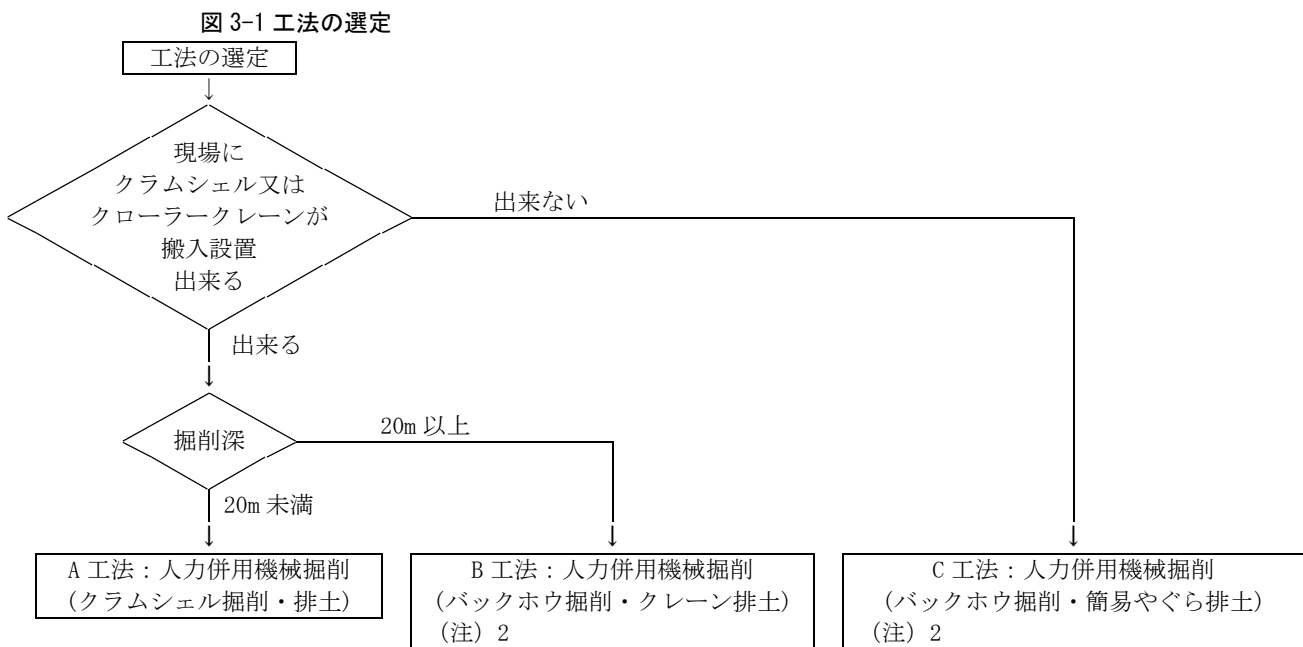 図 3-1 工法の選定
工法の選定
↓
現場に
クラムシェル又は
クローラークレーンが
搬入設置
出来る
出来ない
出来る
↓
掘削深
20m 以上
20m 未満
↓
↓
↓
A 工法：人力併用機械掘削
(クラムシェル掘削・排土)
B 工法：人力併用機械掘削
(バックホウ掘削・クレーン排土)
(注) 2
C 工法：人力併用機械掘削
(バックホウ掘削・簡易やぐら排土)
(注) 2